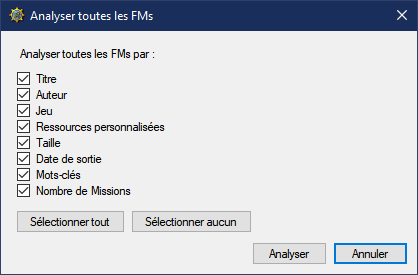 Analyser toutes les FMs
Analyser toutes les FMs par :
Titre
Auteur
Jeu
Ressources personnalisées
Taille
Date de sortie
Mots-clés
Nombre de Missions
Sélectionner tout
Sélectionner aucun
Analyser
Annuler